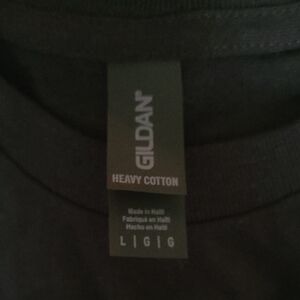 GILDAN®
HEAVY COTTON
Made in Haiti
Fabriqué en Haïti
Hecho en Haití
L | G | G